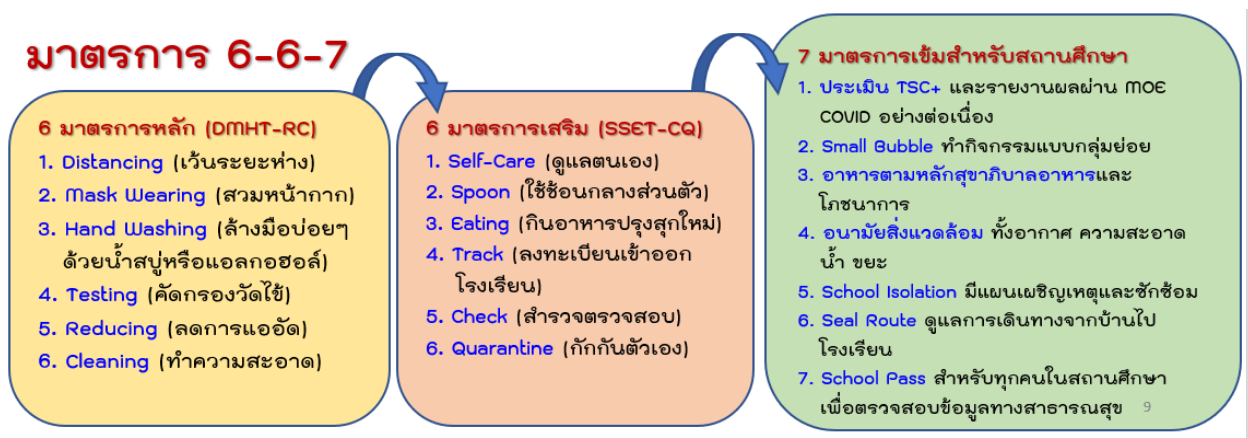 มาตรการ 6-6-7
6 มาตรการหลัก (DMHT-RC)
1. Distancing (เว้นระยะห่าง)
2. Mask Wearing (สวมหน้ากาก)
3. Hand Washing (ล้างมือบ่อยๆ
ด้วยน้ำสบู่หรือแอลกอฮอล์)
4. Testing (คัดกรองวัดไข้)
5. Reducing (ลดการแออัด)
6. Cleaning (ทำความสะอาด)
6 มาตรการเสริม (SSET-CQ)
1. Self-Care (ดูแลตนเอง)
2. Spoon (ใช้ช้อนกลางส่วนตัว)
3. Eating (กินอาหารปรุงสุกใหม่)
4. Track (ลงทะเบียนเข้าออก
โรงเรียน)
5. Check (สำรวจตรวจสอบ)
6. Quarantine (กักกันตัวเอง)
7 มาตรการเข้มสำหรับสถานศึกษา
1. ประเมิน TSC+ และรายงานผลผ่าน MOE
COVID อย่างต่อเนื่อง
2. Small Bubble ทำกิจกรรมแบบกลุ่มย่อย
3. อาหารตามหลักสุขาภิบาลอาหารและ
โภชนาการ
4. อนามัยสิ่งแวดล้อม ทั้งอากาศ ความสะอาด
น้ำ ขยะ
5. School Isolation มีแผนเผชิญเหตุและซักซ้อม
6. Seal Route ดูแลการเดินทางจากบ้านไป
โรงเรียน
7. School Pass สำหรับทุกคนในสถานศึกษา
เพื่อตรวจสอบข้อมูลทางสาธารณสุข 9